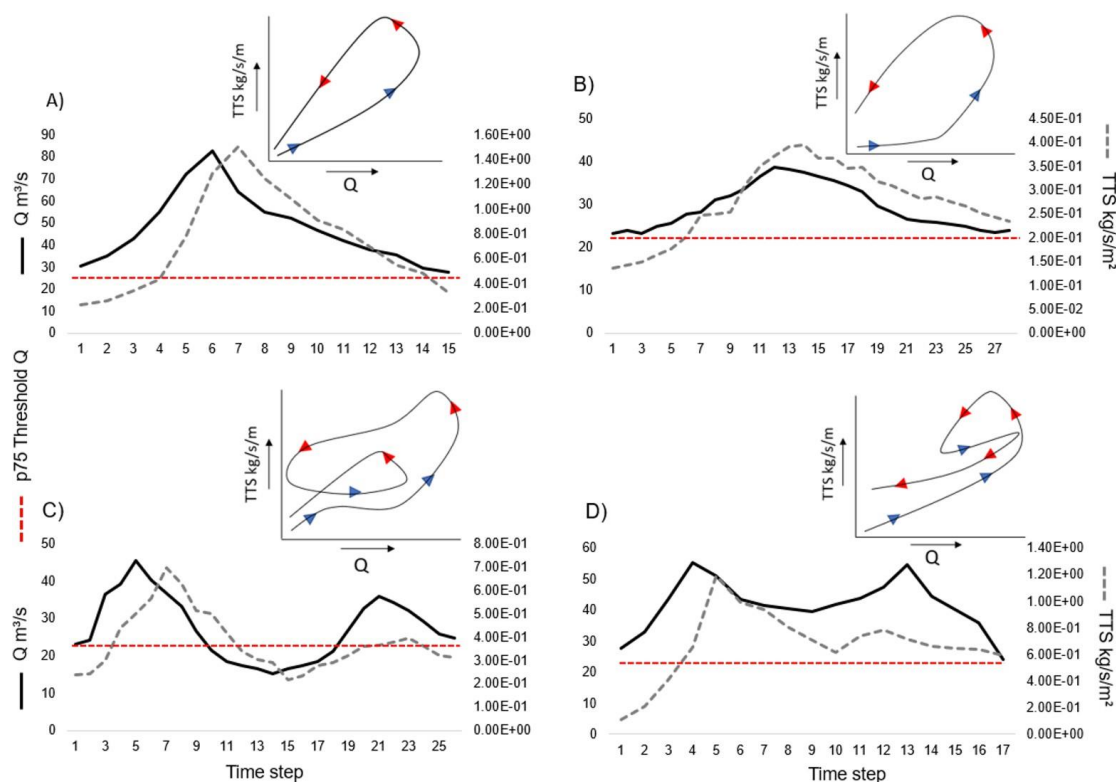 A)
TTS kg/s/m
Q
Q m³/s
90
80
70
60
50
40
30
20
10
0
1.60E+00
1.40E+00
1.20E+00
1.00E+00
8.00E-01
6.00E-01
4.00E-01
2.00E-01
0.00E+00
1 2 3 4 5 6 7 8 9 10 11 12 13 14 15
B)
TTS kg/s/m
Q
50
40
30
20
10
0
4.50E-01
4.00E-01
3.50E-01
3.00E-01
2.50E-01
2.00E-01
1.50E-01
1.00E-01
5.00E-02
0.00E+00
TTS kg/s/m²
1 3 5 7 9 11 13 15 17 19 21 23 25 27
p75 Threshold Q
C)
TTS kg/s/m
Q
Q m³/s
50
40
30
20
10
0
8.00E-01
7.00E-01
6.00E-01
5.00E-01
4.00E-01
3.00E-01
2.00E-01
1.00E-01
0.00E+00
1 3 5 7 9 11 13 15 17 19 21 23 25
Time step
D)
TTS kg/s/m
Q
60
50
40
30
20
10
0
1.40E+00
1.20E+00
1.00E+00
8.00E-01
6.00E-01
4.00E-01
2.00E-01
0.00E+00
TTS kg/s/m²
1 2 3 4 5 6 7 8 9 10 11 12 13 14 15 16 17
Time step